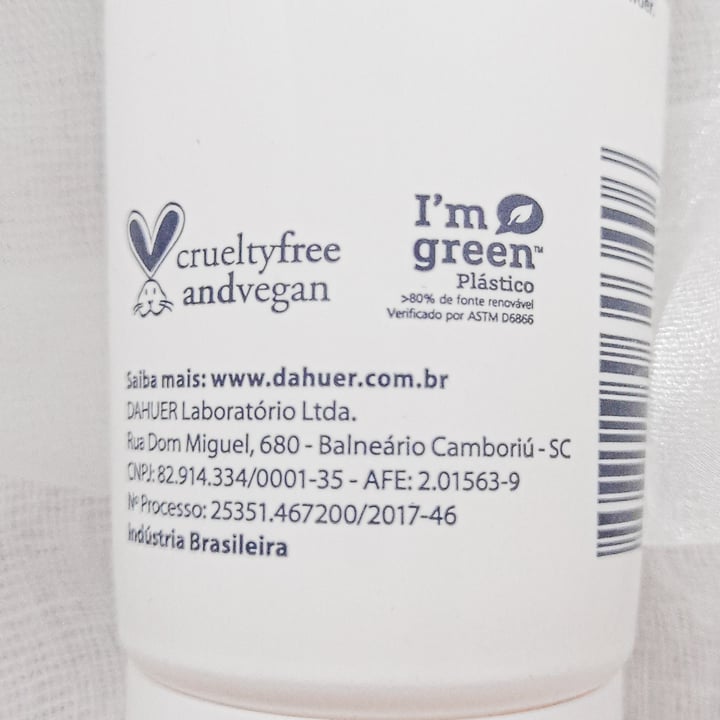 crueltyfree
andvegan
I'm
green™
Plástico
>80% de fonte renovável
Verificado por ASTM D6866
Saiba mais: www.dahuer.com.br
DAHUER Laboratório Ltda.
Rua Dom Miguel, 680 - Balneário Camboriú - SC
CNPJ: 82.914.334/0001-35 - AFE: 2.01563-9
Nº Processo: 25351.467200/2017-46
Indústria Brasileira